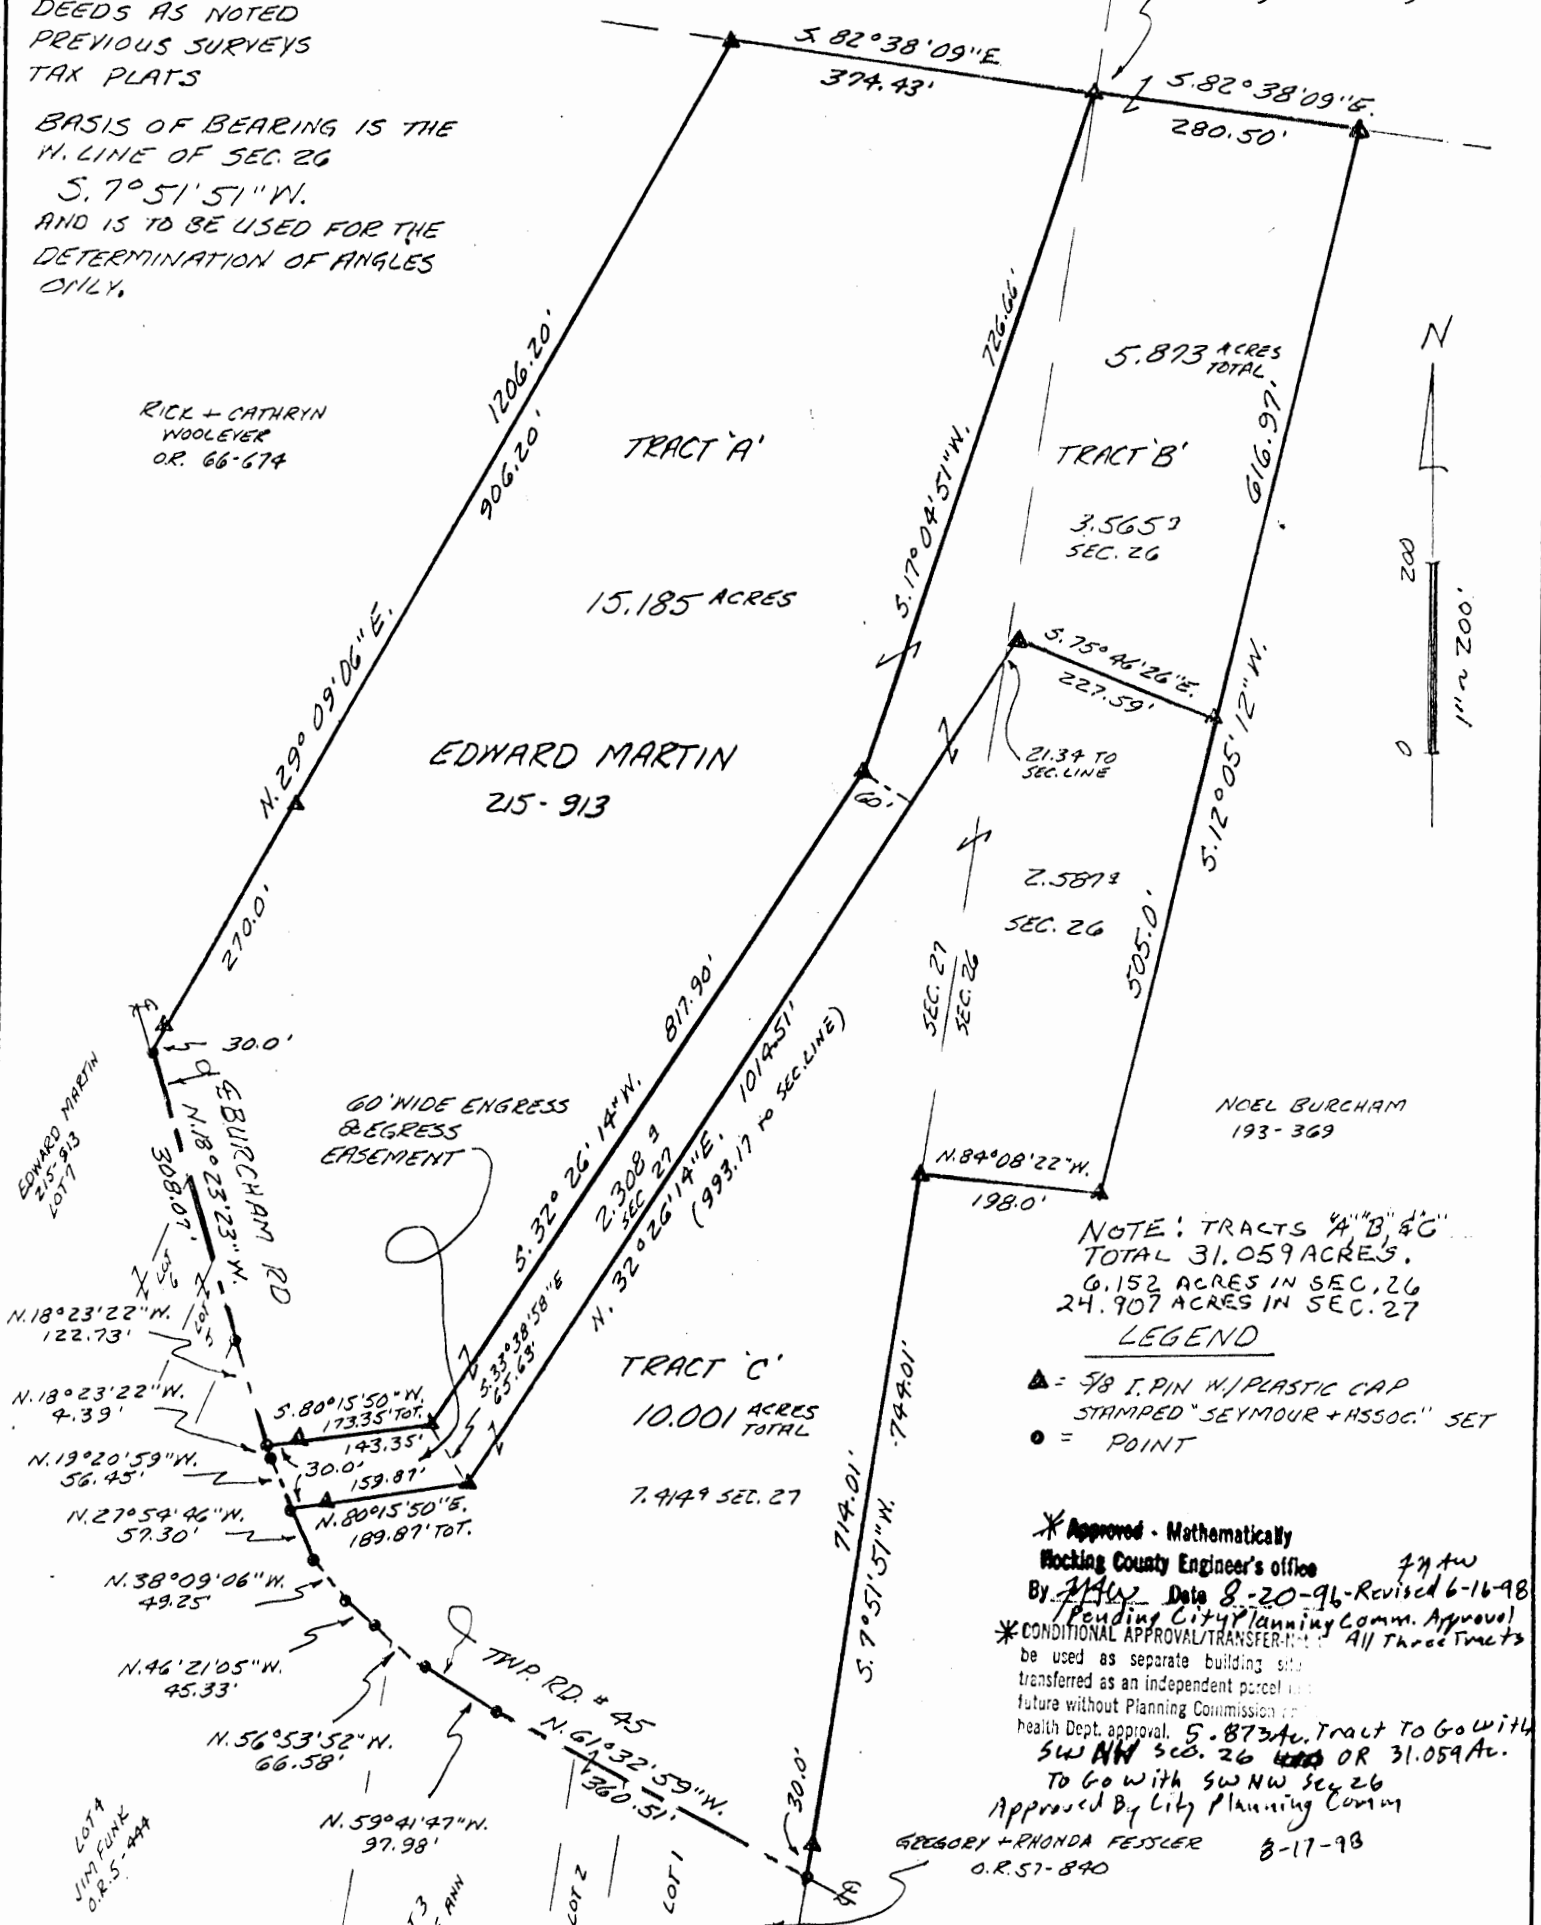 DEEDS AS NOTED
PREVIOUS SURVEYS
TAX PLATS
BASIS OF BEARING IS THE
W. LINE OF SEC. 26
S. 7°51'51"W.
AND IS TO BE USED FOR THE
DETERMINATION OF ANGLES
ONLY.
S. 82°38'09"E.
374.43'
S. 82°38'09"E.
280.50'
RICK + CATHRYN
WOOLEVER
O.R. 66-674
1206.20'
906.20'
N. 29°09'06"E.
270.0'
30.0'
TRACT 'A'
15.185 ACRES
EDWARD MARTIN
215-913
726.66'
S. 17°04'51"W.
5.873 ACRES
TOTAL
TRACT 'B'
3.565
SEC. 26
616.97'
S. 12°05'12"W.
505.0'
N
200
0
1" ~ 200'
S. 75°46'26"E.
227.59'
21.34 TO
SEC. LINE
60'
2.587
SEC. 26
SEC. 27
SEC. 26
817.90'
S. 32°26'14"W.
2.308
SEC 27
N. 32°26'14"E. 1014.51'
(993.17 TO SEC. LINE)
60' WIDE ENGRESS
& EGRESS
EASEMENT
EDWARD MARTIN
215-913
LOT 7
BURCHAM RD
N. 18°23'23"W.
308.07'
LOT 6
LOT 5
N. 18°23'22"W.
122.73'
N. 18°23'22"W.
4.39'
N. 19°20'59"W.
56.45'
N. 27°54'46"W.
57.30'
N. 38°09'06"W.
49.25'
N. 46°21'05"W.
45.33'
N. 56°53'52"W.
66.58'
N. 59°41'47"W.
97.98'
S. 80°15'50"W.
173.35' TOT.
143.35'
30.0'
159.87'
N. 80°15'50"E.
189.87' TOT.
S. 33°38'58"E
65.63'
TRACT 'C'
10.001 ACRES
TOTAL
7.414 SEC. 27
N. 84°08'22"W.
198.0'
NOEL BURCHAM
193-369
744.01'
714.01'
S. 7°51'51"W.
30.0'
NOTE: TRACTS "A", "B", & "C"
TOTAL 31.059 ACRES.
6.152 ACRES IN SEC. 26
24.907 ACRES IN SEC. 27
LEGEND
= 5/8 I. PIN W/ PLASTIC CAP
STAMPED "SEYMOUR + ASSOC." SET
= POINT
TWP. RD. # 45
N. 61°32'59"W.
360.51'
LOT 4
JIM FUNK
O.R. 5-444
ANN
LOT 2
LOT 1
GREGORY + RHONDA FESSLER
O.R. 57-840
Approved - Mathematically
Hocking County Engineer's office
By Date 8-20-96 - Revised 6-16-98
Pending City Planning Comm. Approval
CONDITIONAL APPROVAL/TRANSFER All Three Tracts
be used as separate building
transferred as an independent parcel
future without Planning Commission
health Dept. approval. 5.873 Ac. Tract To Go with
SW NW Sec. 26 OR 31.059 Ac.
To Go with SW NW Sec 26
Approved By City Planning Comm